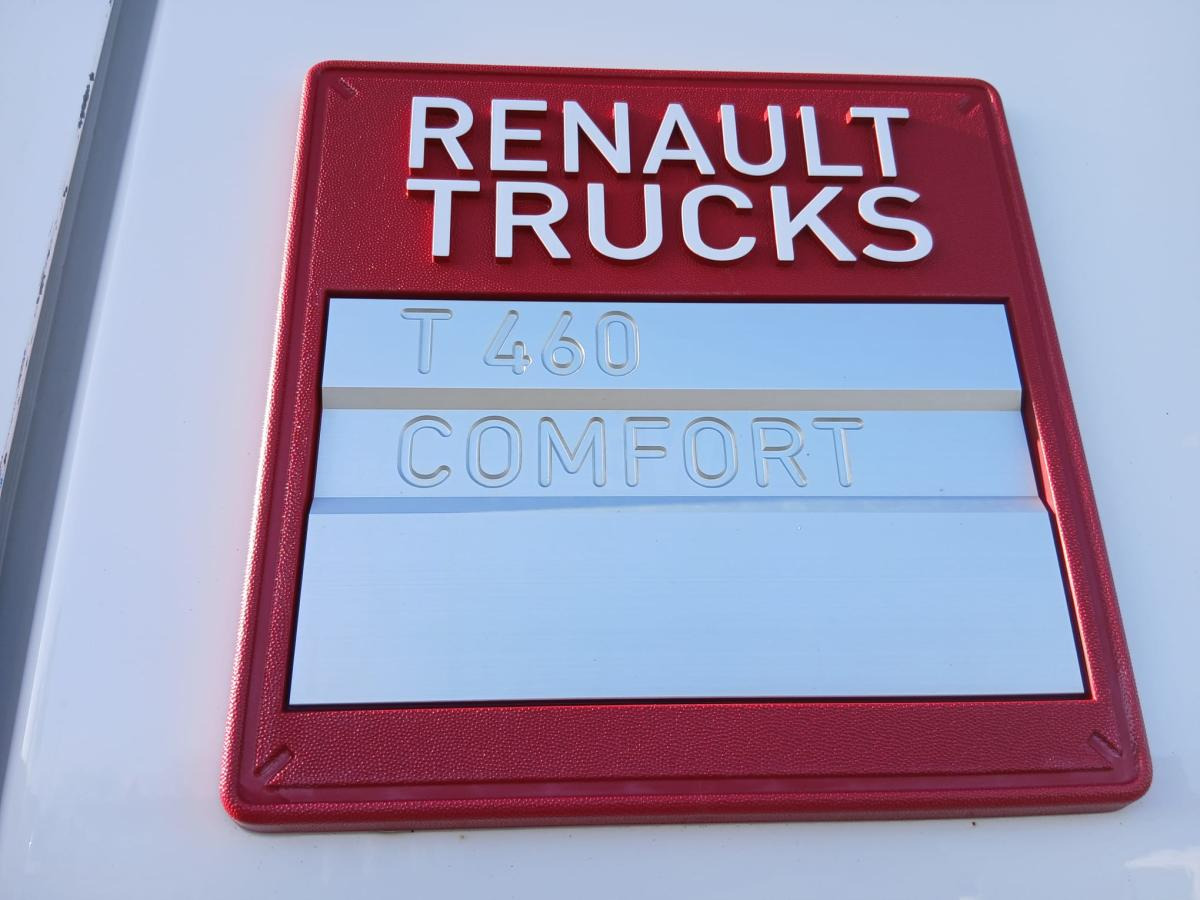 RENAULT
TRUCKS
T 460
COMFORT